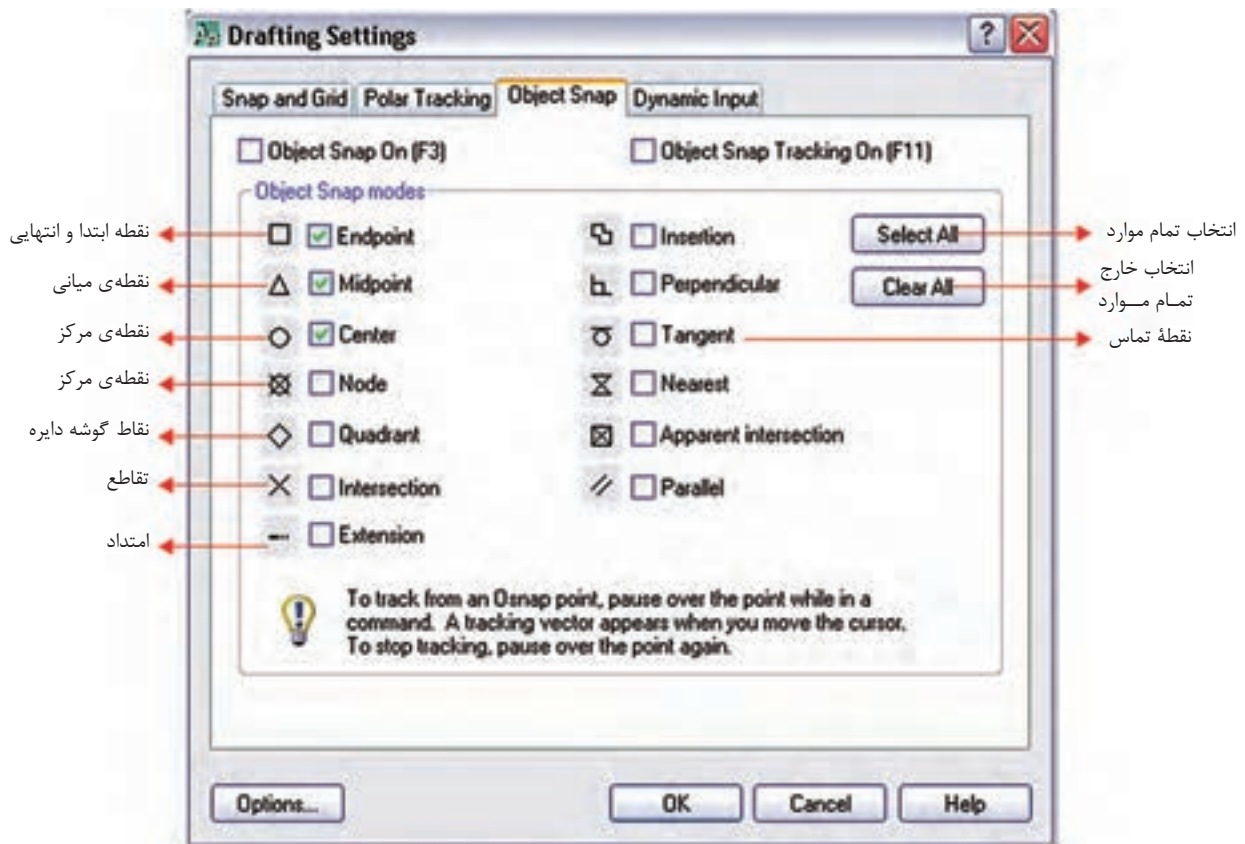 Drafting Settings
Snap and Grid Polar Tracking Object Snap Dynamic Input
Object Snap On (F3)
Object Snap Tracking On (F11)
Object Snap modes
نقطه ابتدا و انتهایی
Endpoint
Insertion
Select All
انتخاب تمام موارد
نقطه‌ی میانی
Midpoint
Perpendicular
Clear All
انتخاب خارج
تمام مــوارد
نقطه‌ی مرکز
Center
Tangent
نقطهٔ تماس
نقطه‌ی مرکز
Node
Nearest
نقاط گوشه دایره
Quadrant
Apparent intersection
تقاطع
Intersection
Parallel
امتداد
Extension
To track from an Osnap point, pause over the point while in a
command. A tracking vector appears when you move the cursor.
To stop tracking, pause over the point again.
Options...
OK
Cancel
Help